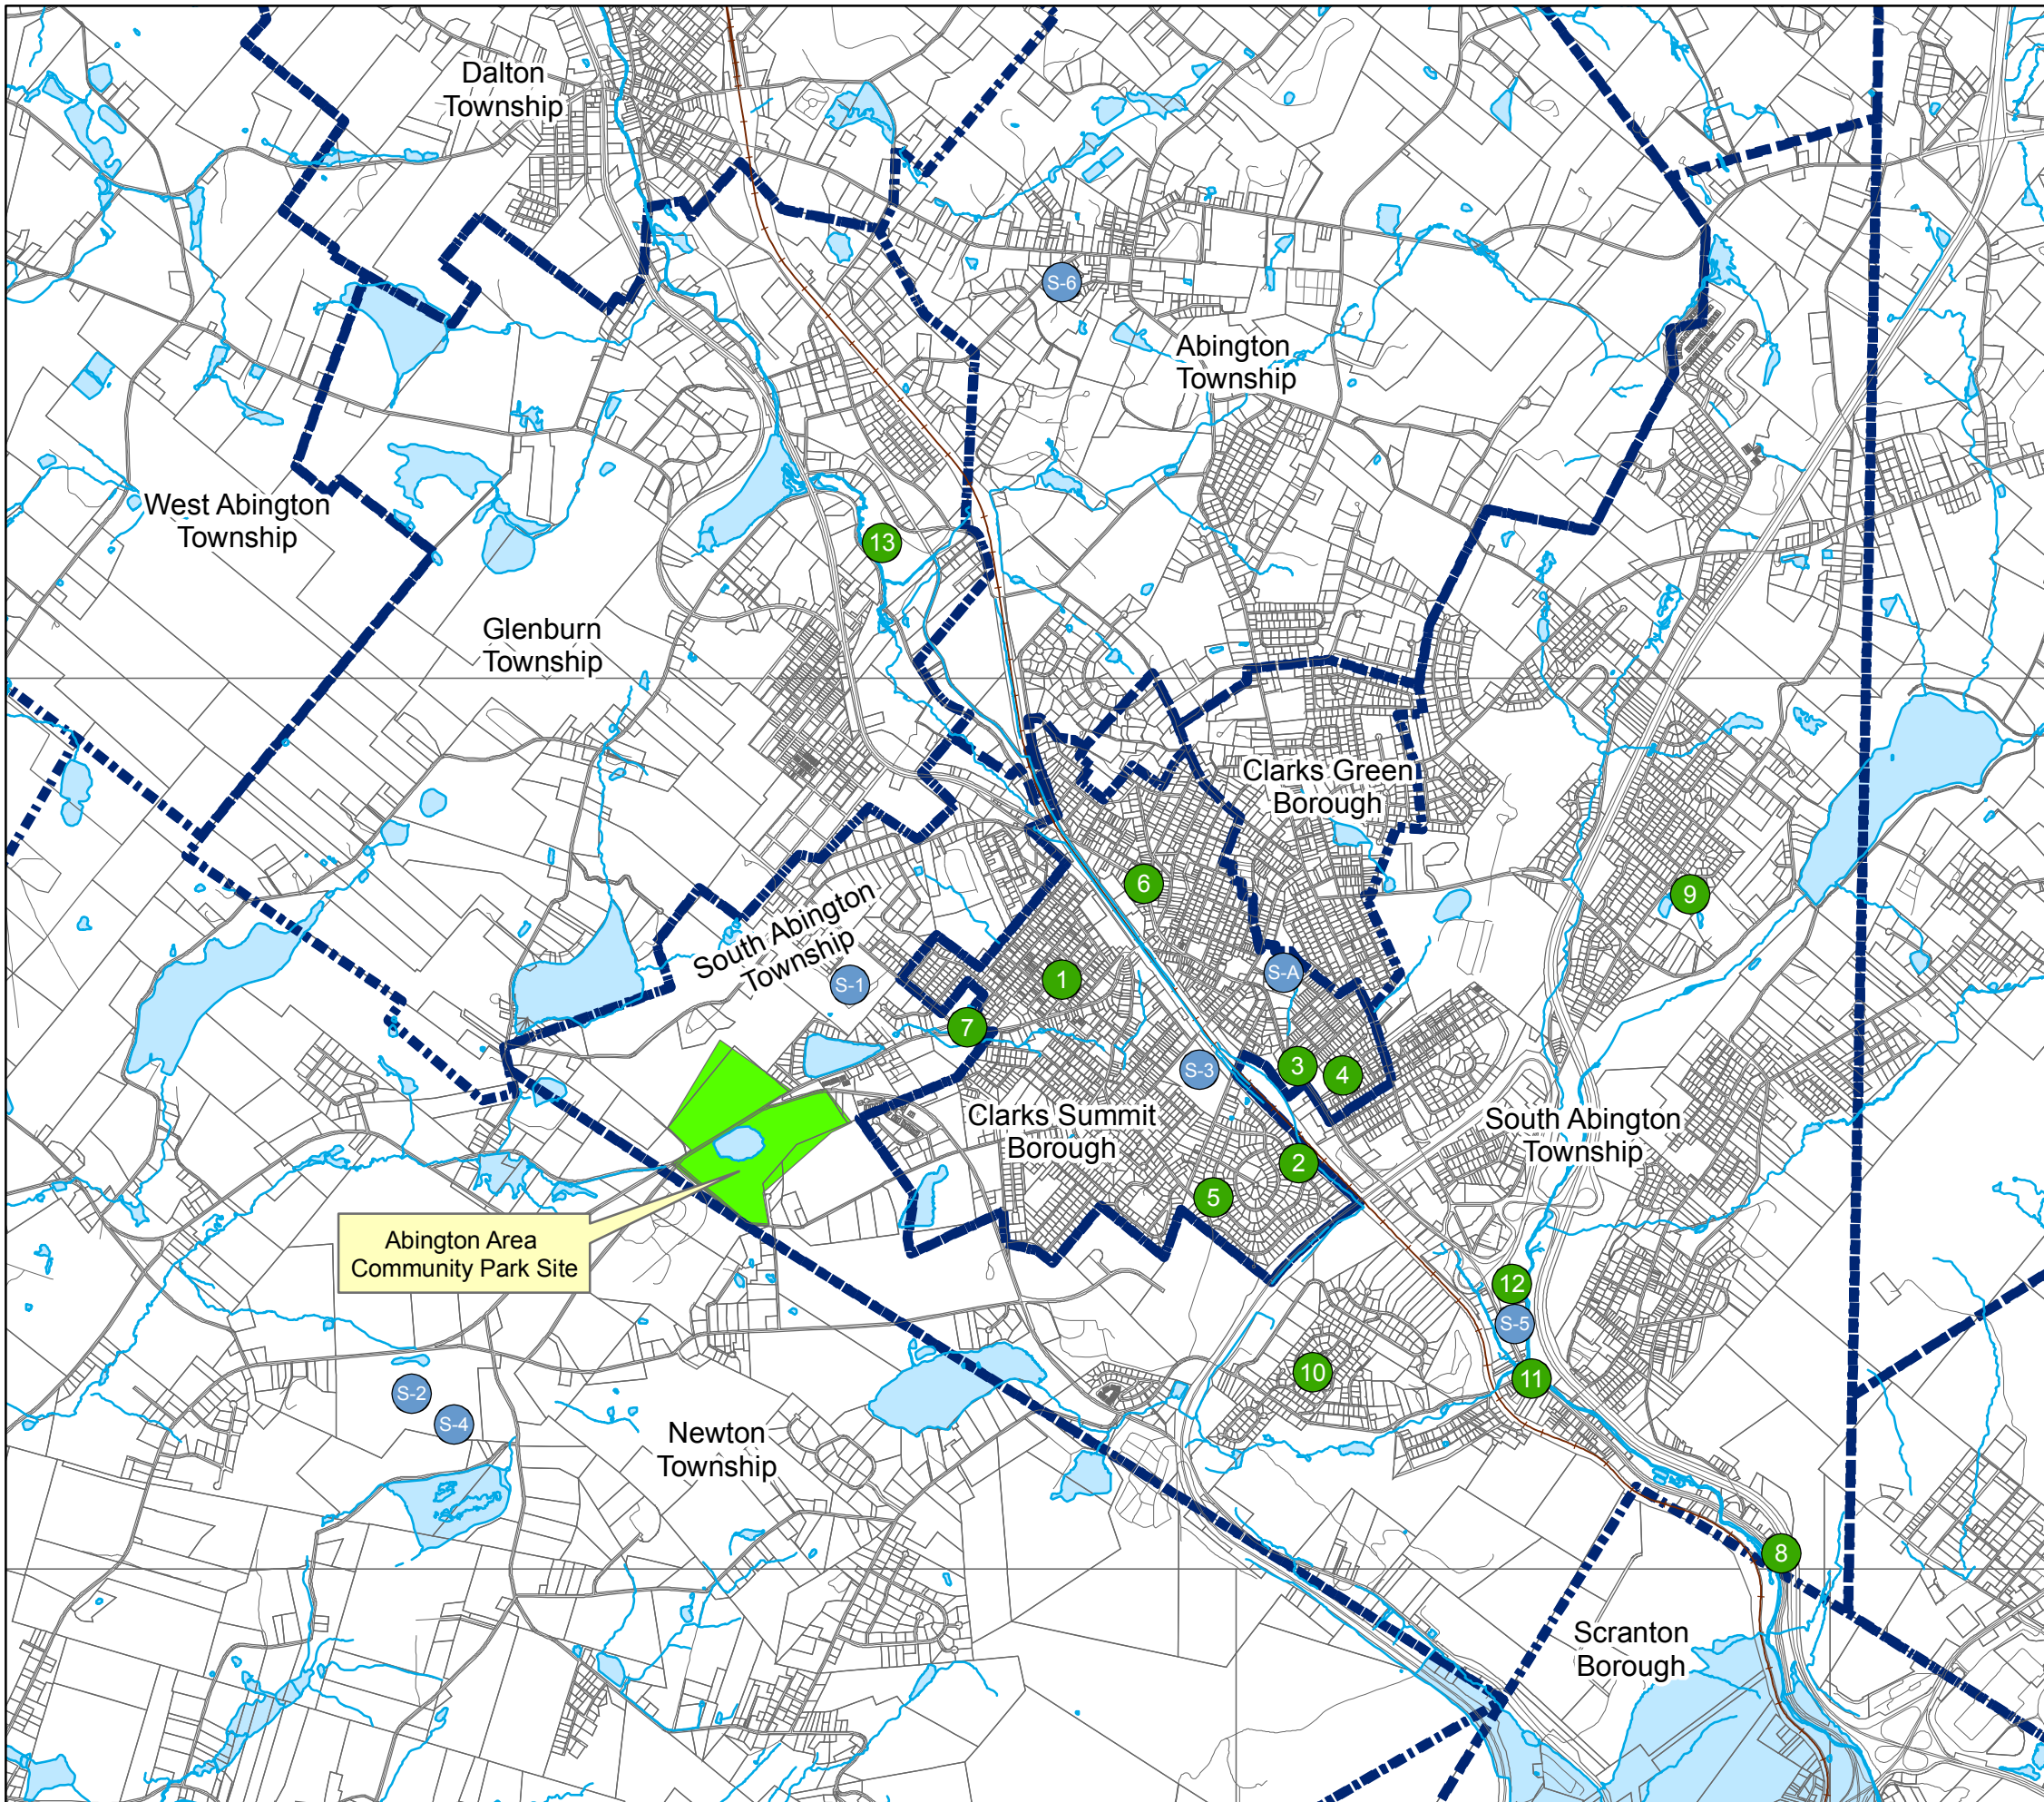 Dalton
Township
S-6
Abington
Township
West Abington
Township
13
Glenburn
Township
Clarks Green
Borough
6
9
South Abington
Township
S-A
1
S-1
7
3
S-3
4
Clarks Summit
Borough
South Abington
Township
2
5
Abington Area
Community Park Site
12
S-5
10
11
S-2
S-4
Newton
Township
8
Scranton
Borough